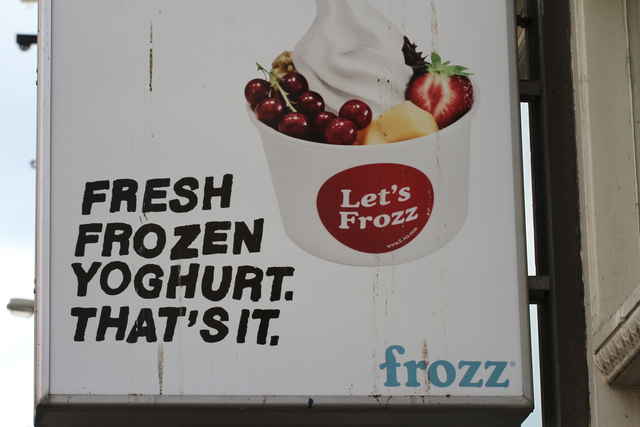 Let's
Frozz
FRESH
FROZEN
YOGHURT.
THAT'S IT.
frozz